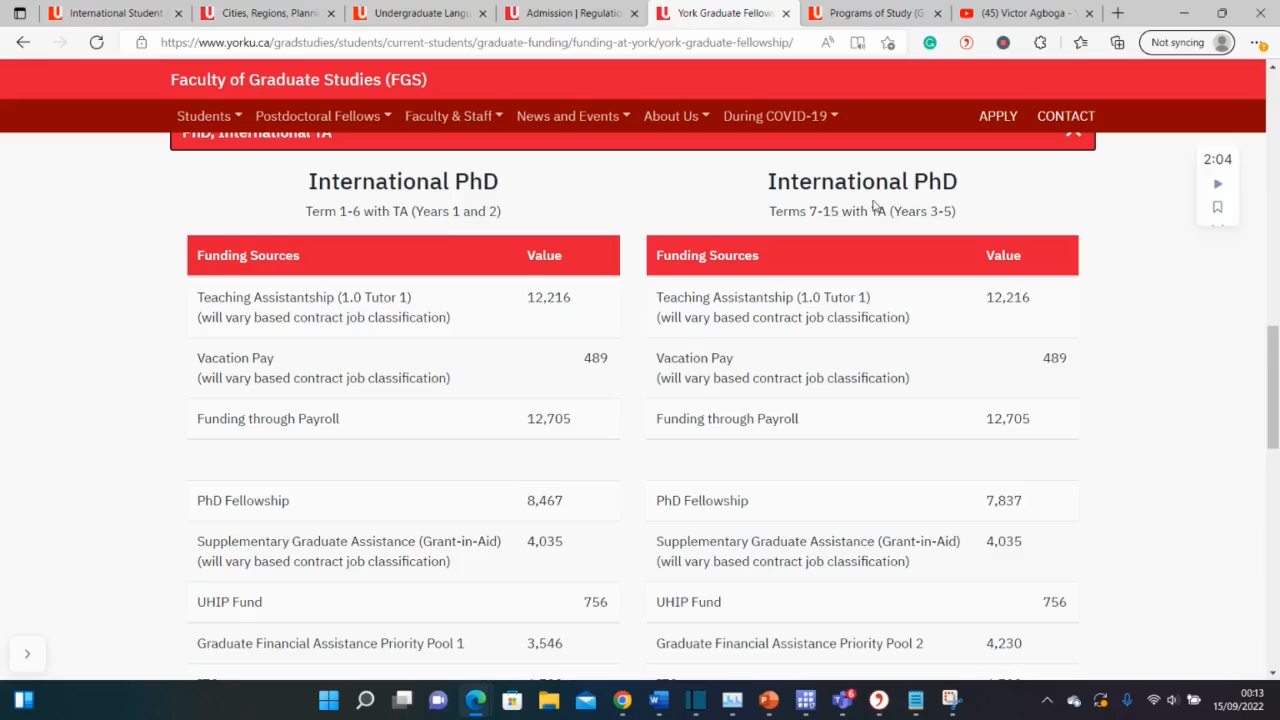 International Student
Cities, Regions, Plannin
Undergraduate Langu
Admission | Regulatio
York Graduate Fellows
Programs of Study (G
(45) Victor Agboga -
https://www.yorku.ca/gradstudies/students/current-students/graduate-funding/funding-at-york/york-graduate-fellowship/
Not syncing
Faculty of Graduate Studies (FGS)
Students
Postdoctoral Fellows
Faculty & Staff
News and Events
About Us
During COVID-19
APPLY
CONTACT
PhD, International TA
2:04
International PhD
Term 1-6 with TA (Years 1 and 2)
Funding Sources Value
Teaching Assistantship (1.0 Tutor 1) 12,216
(will vary based contract job classification)
Vacation Pay 489
(will vary based contract job classification)
Funding through Payroll 12,705
PhD Fellowship 8,467
Supplementary Graduate Assistance (Grant-in-Aid) 4,035
(will vary based contract job classification)
UHIP Fund 756
Graduate Financial Assistance Priority Pool 1 3,546
International PhD
Terms 7-15 with TA (Years 3-5)
Funding Sources Value
Teaching Assistantship (1.0 Tutor 1) 12,216
(will vary based contract job classification)
Vacation Pay 489
(will vary based contract job classification)
Funding through Payroll 12,705
PhD Fellowship 7,837
Supplementary Graduate Assistance (Grant-in-Aid) 4,035
(will vary based contract job classification)
UHIP Fund 756
Graduate Financial Assistance Priority Pool 2 4,230
00:13
15/09/2022